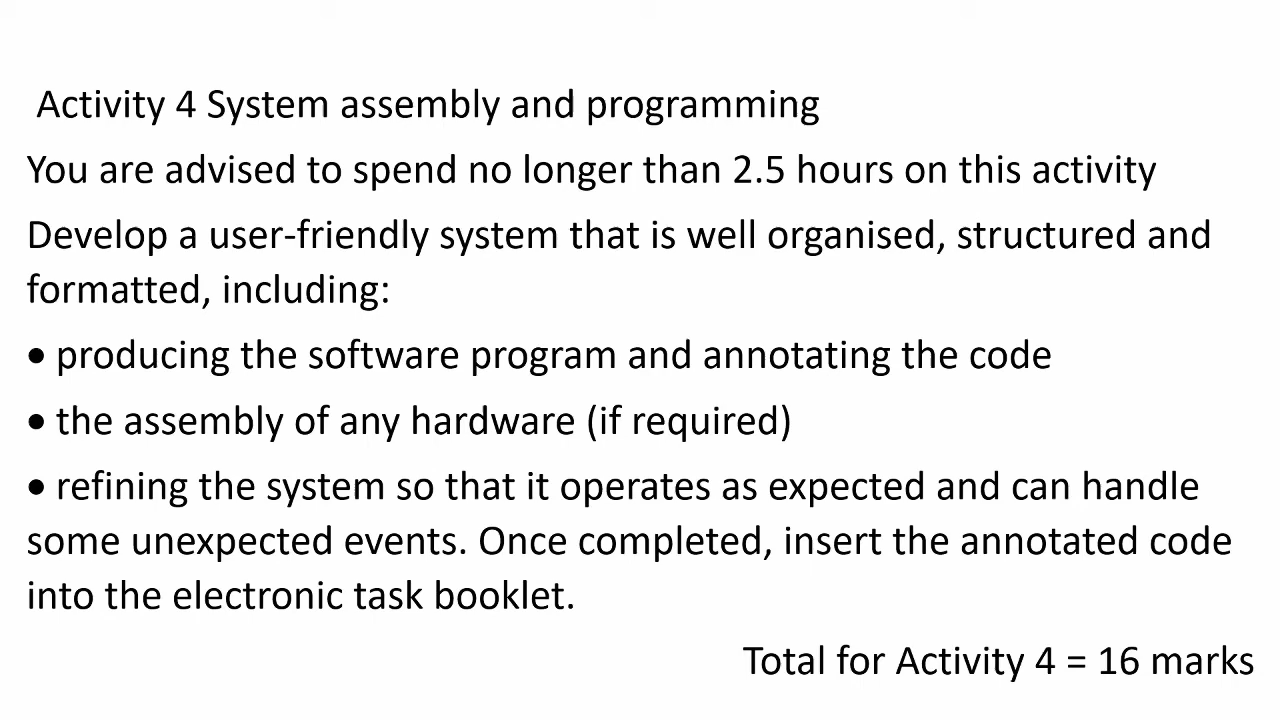 Activity 4 System assembly and programming
You are advised to spend no longer than 2.5 hours on this activity
Develop a user-friendly system that is well organised, structured and
formatted, including:
• producing the software program and annotating the code
• the assembly of any hardware (if required)
• refining the system so that it operates as expected and can handle
some unexpected events. Once completed, insert the annotated code
into the electronic task booklet.
Total for Activity 4 = 16 marks